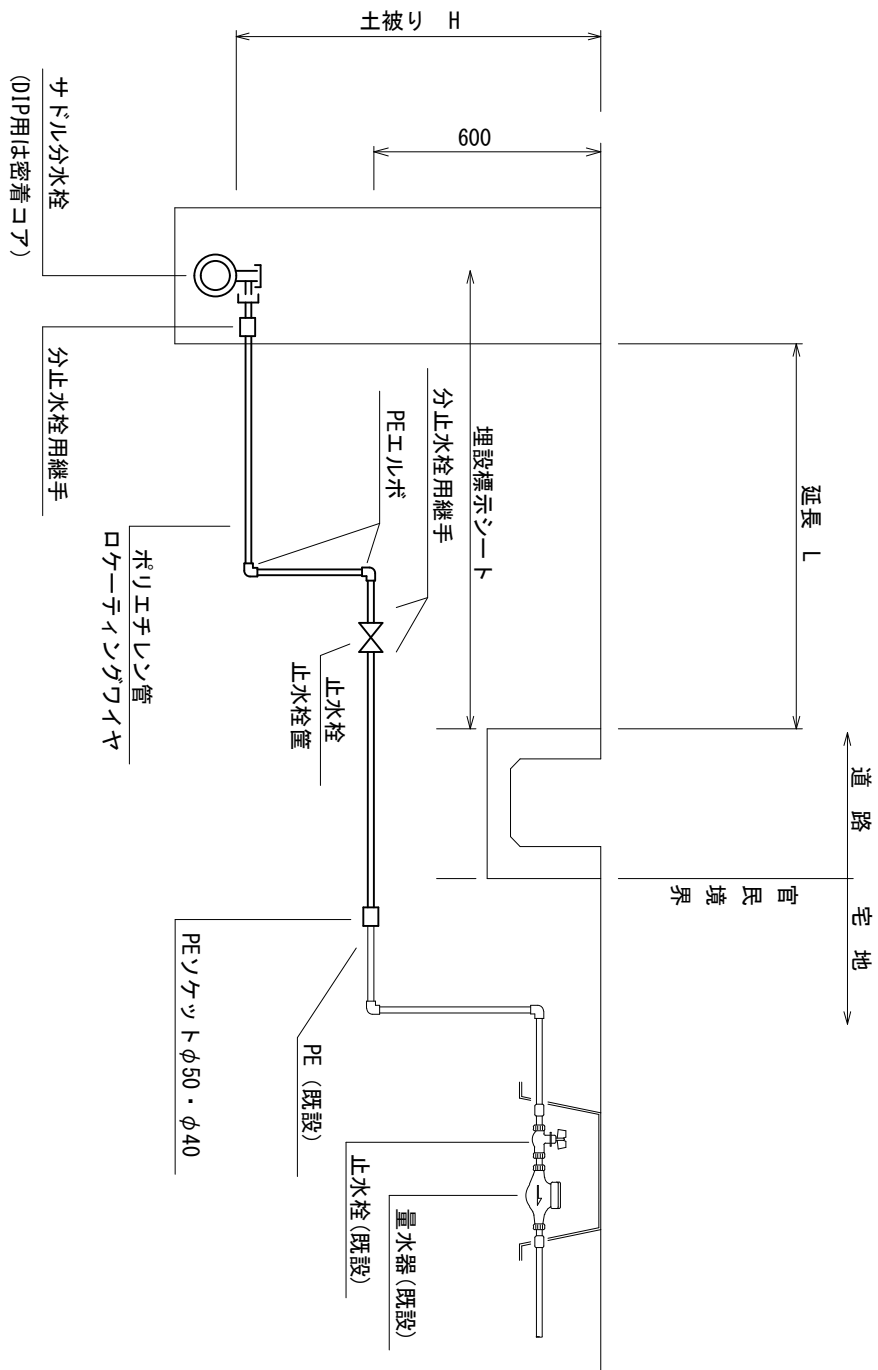 土被り H
600
サドル分水栓
(DIP用は密着コア)
分止水栓用継手
埋設標示シート
分止水栓用継手
PEエルボ
延長 L
ポリエチレン管
ロケーティングワイヤ
止水栓
止水栓筐
道路
宅地
官民境界
PEソケットφ50・φ40
PE (既設)
止水栓(既設)
量水器(既設)